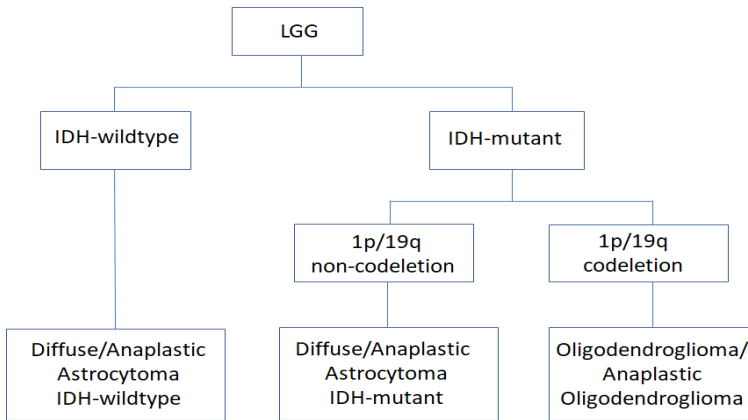 LGG
IDH-wildtype
IDH-mutant
1p/19q
non-codeletion
1p/19q
codeletion
Diffuse/Anaplastic
Astrocytoma
IDH-wildtype
Diffuse/Anaplastic
Astrocytoma
IDH-mutant
Oligodendroglioma/
Anaplastic
Oligodendroglioma